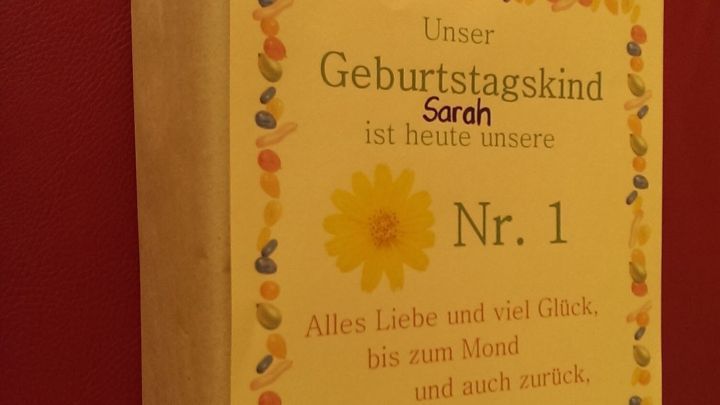 Unser
Geburtstagskind
Sarah
ist heute unsere
Nr. 1
Alles Liebe und viel Glück,
bis zum Mond
und auch zurück,